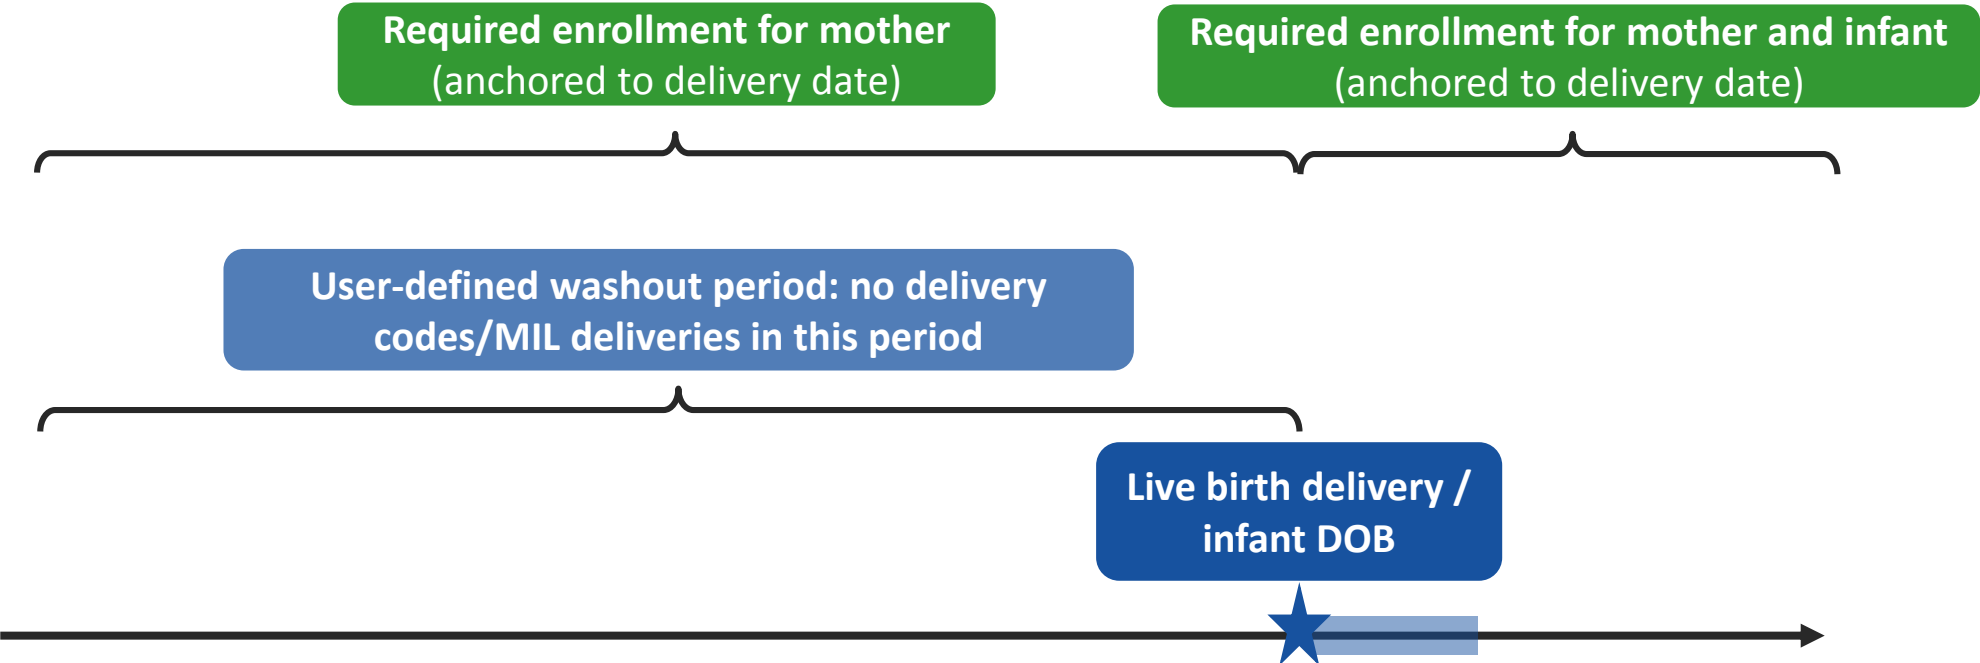 Required enrollment for mother
(anchored to delivery date)
Required enrollment for mother and infant
(anchored to delivery date)
User-defined washout period: no delivery
codes/MIL deliveries in this period
Live birth delivery /
infant DOB